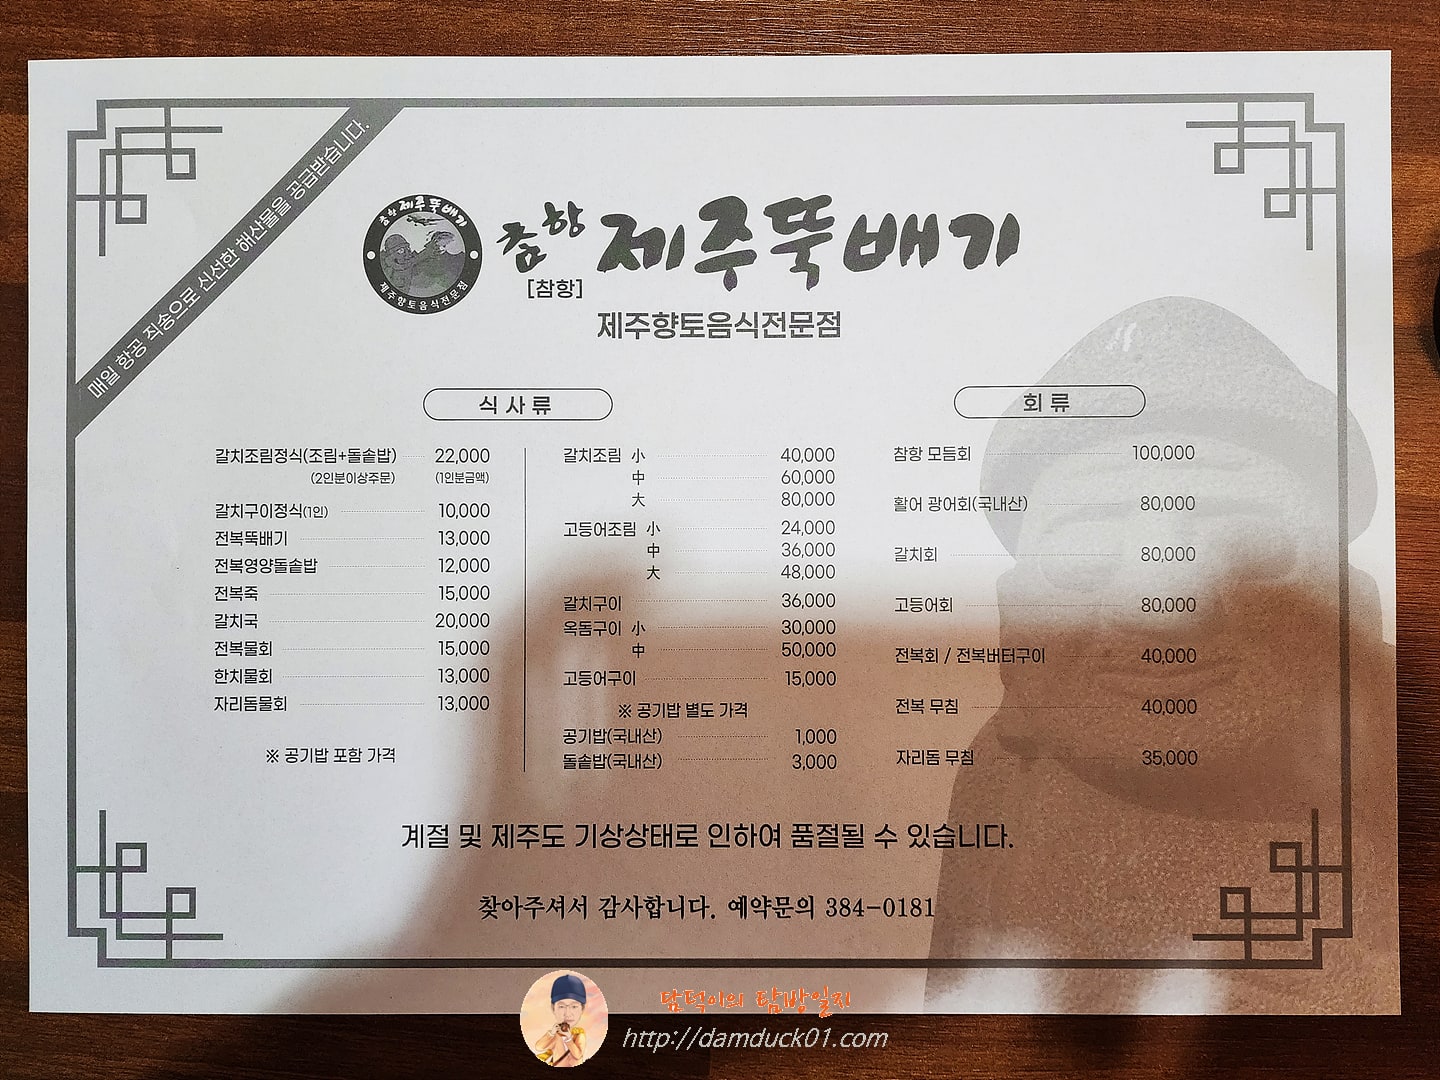 매일 항공 직송으로 신선한 해산물을 공급받습니다.
참항 제주뚝배기
제주향토음식전문점
참항 제주뚝배기
[참항]
제주향토음식전문점
식사류
갈치조림정식(조림+돌솥밥) 22,000
(2인분이상주문) (1인분금액)
갈치구이정식(1인) 10,000
전복뚝배기 13,000
전복영양돌솥밥 12,000
전복죽 15,000
갈치국 20,000
전복물회 15,000
한치물회 13,000
자리돔물회 13,000
※ 공기밥 포함 가격
갈치조림 小 40,000
中 60,000
大 80,000
고등어조림 小 24,000
中 36,000
大 48,000
갈치구이 36,000
옥돔구이 小 30,000
中 50,000
고등어구이 15,000
※ 공기밥 별도 가격
공기밥(국내산) 1,000
돌솥밥(국내산) 3,000
회류
참항 모듬회 100,000
활어 광어회(국내산) 80,000
갈치회 80,000
고등어회 80,000
전복회 / 전복버터구이 40,000
전복 무침 40,000
자리돔 무침 35,000
계절 및 제주도 기상상태로 인하여 품절될 수 있습니다.
찾아주셔서 감사합니다. 예약문의 384-0181
담덕이의 탐방일지
http://damduck01.com